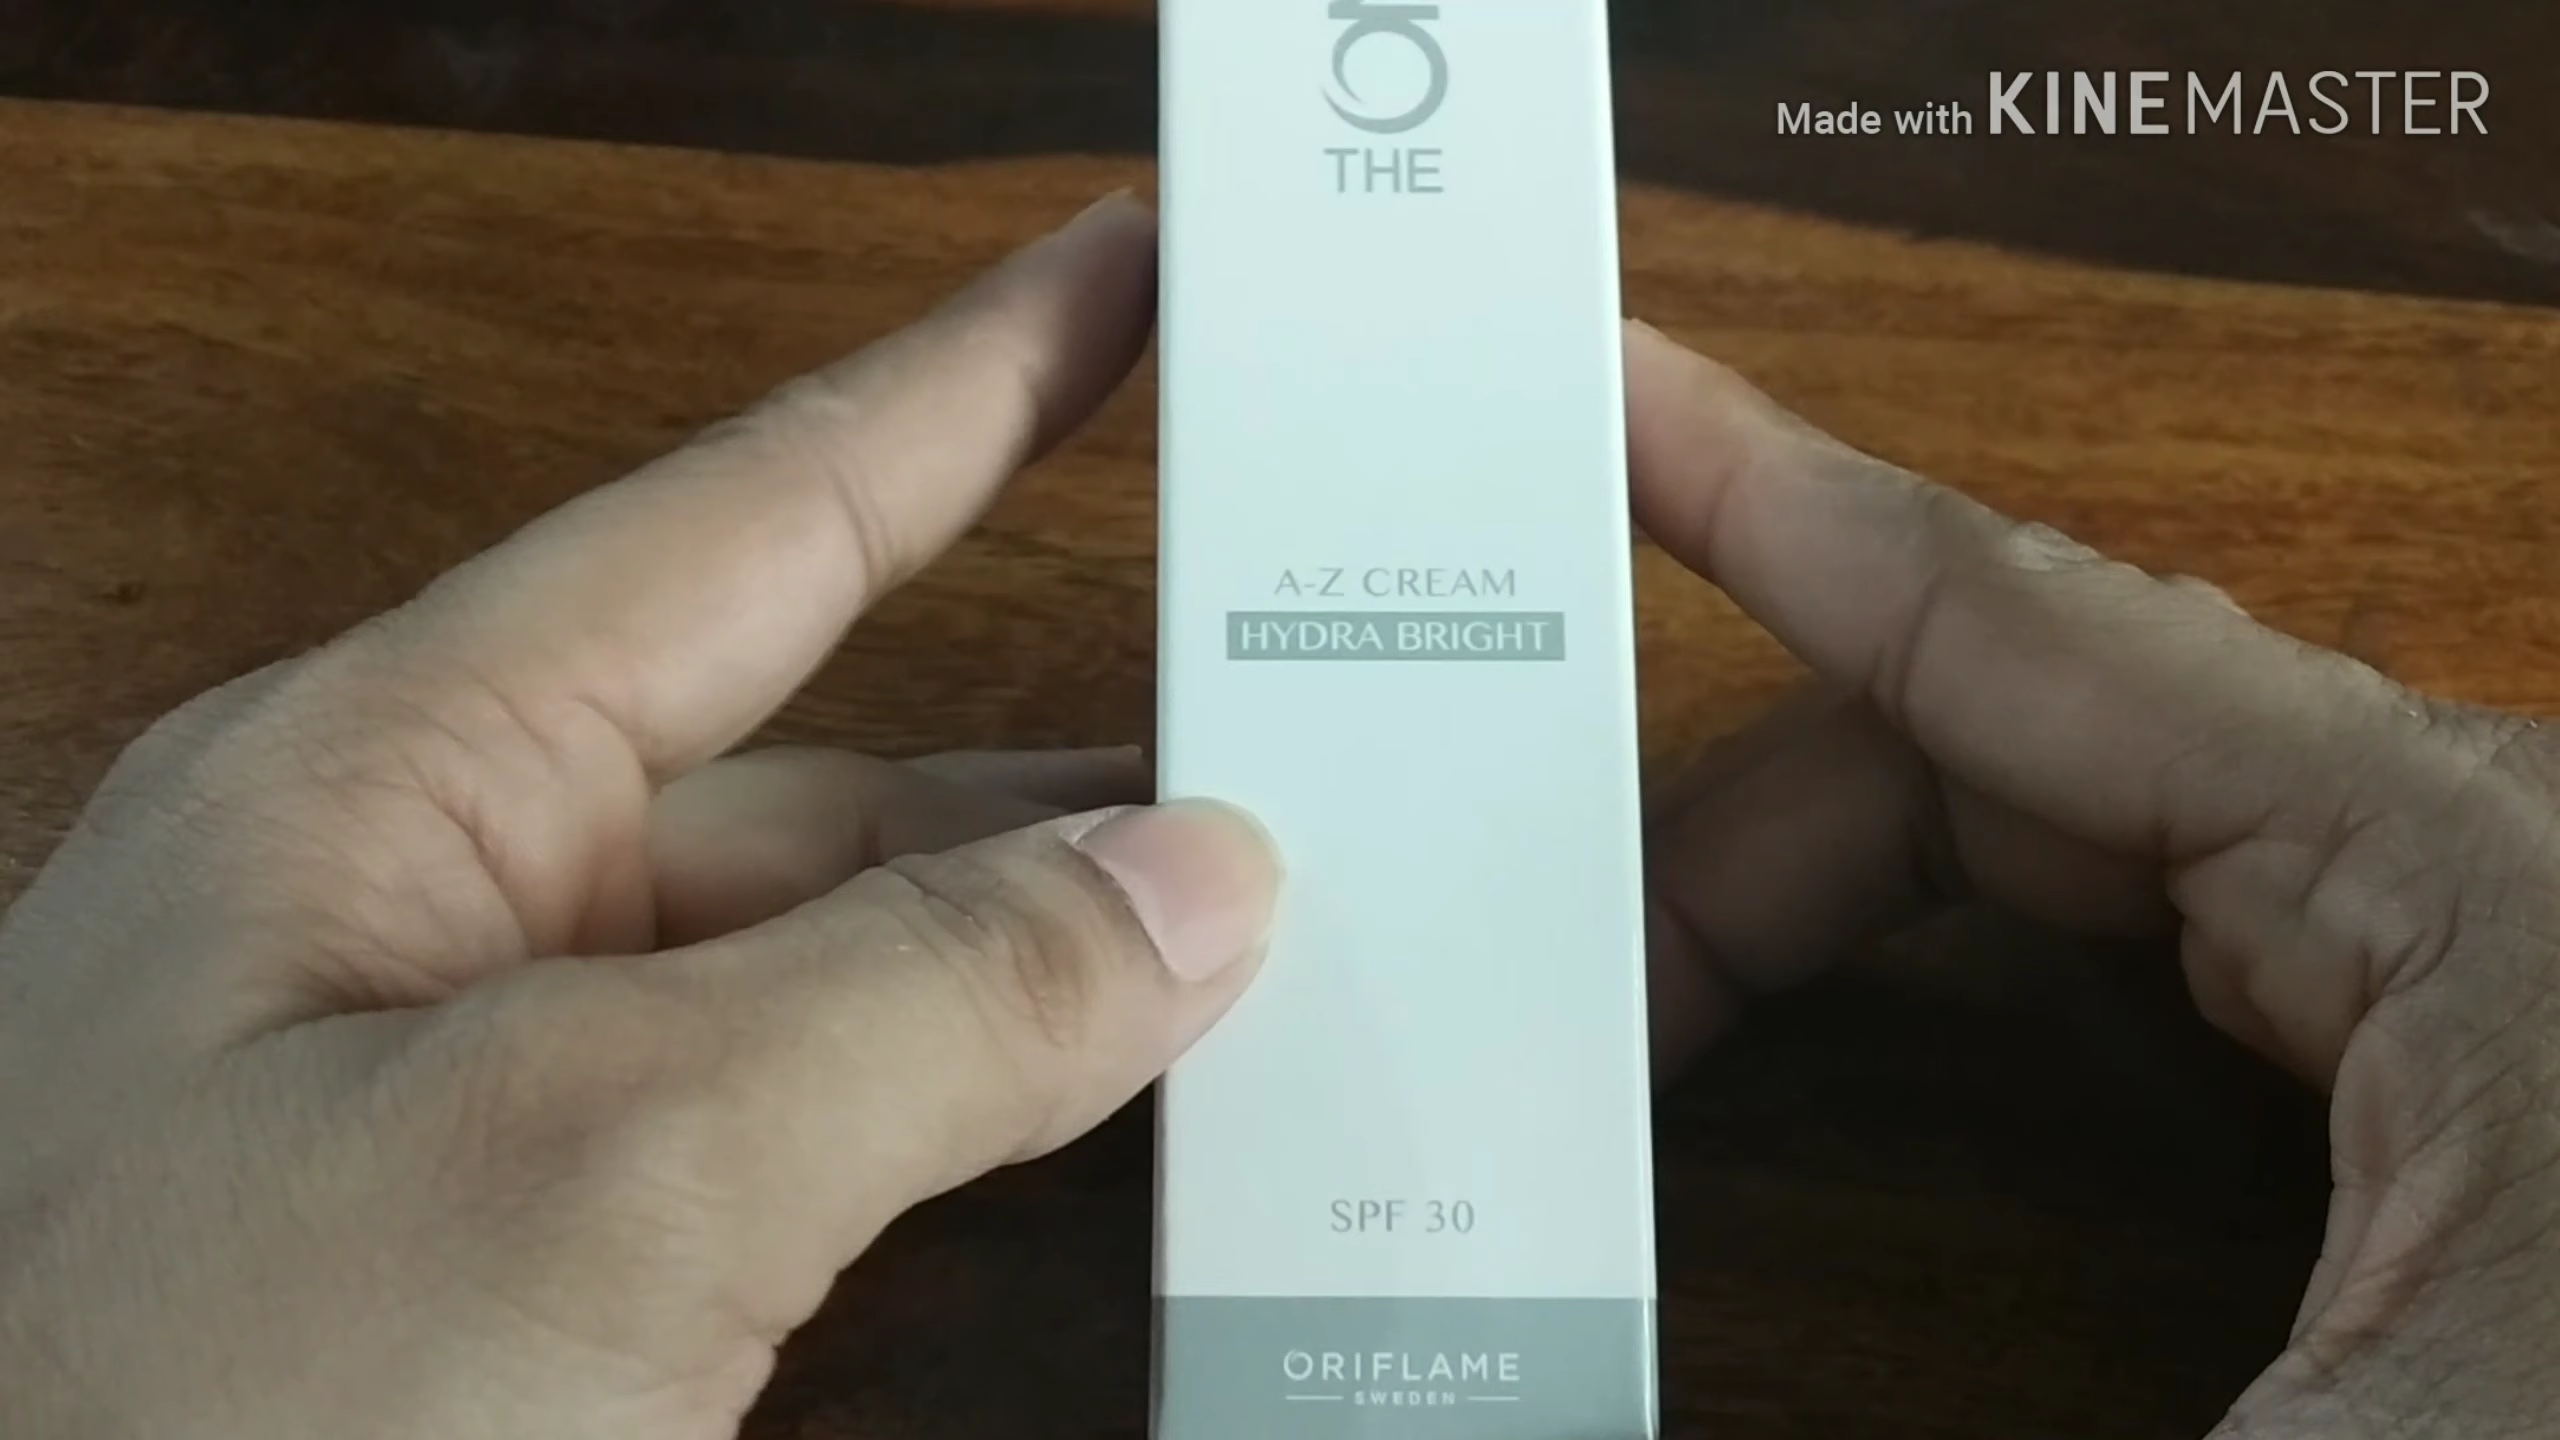 Made with KINEMASTER
THE
A-Z CREAM
HYDRA BRIGHT
SPF 30
ORIFLAME
SWEDEN